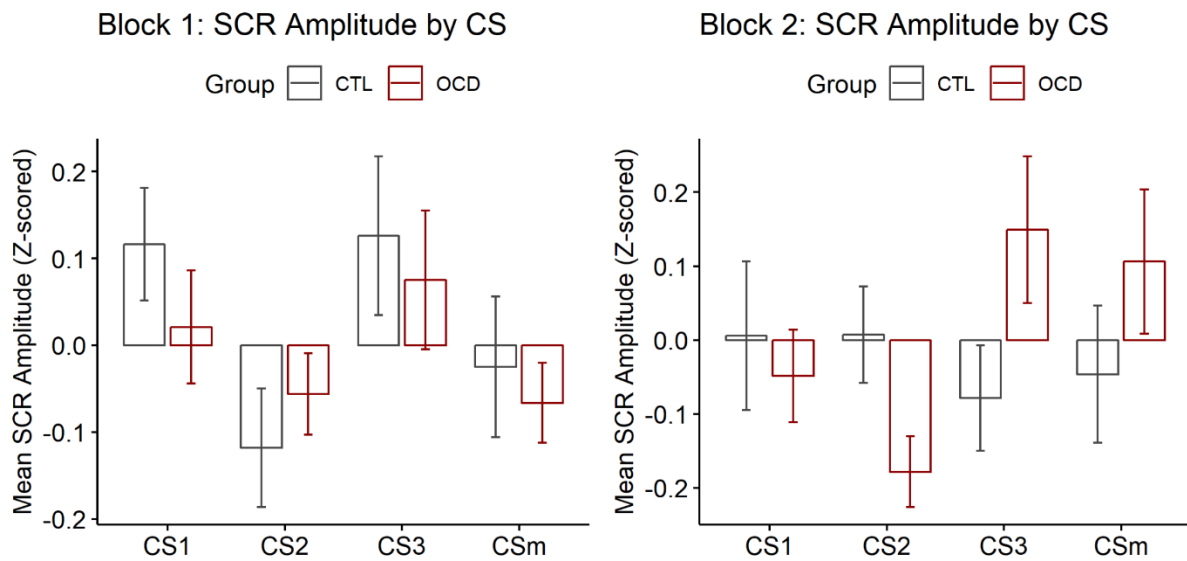 Block 1: SCR Amplitude by CS
Group CTL OCD
Mean SCR Amplitude (Z-scored)
0.2
0.1
0.0
-0.1
-0.2
CS1 CS2 CS3 CSm
Block 2: SCR Amplitude by CS
Group CTL OCD
Mean SCR Amplitude (Z-scored)
0.2
0.1
0.0
-0.1
-0.2
CS1 CS2 CS3 CSm